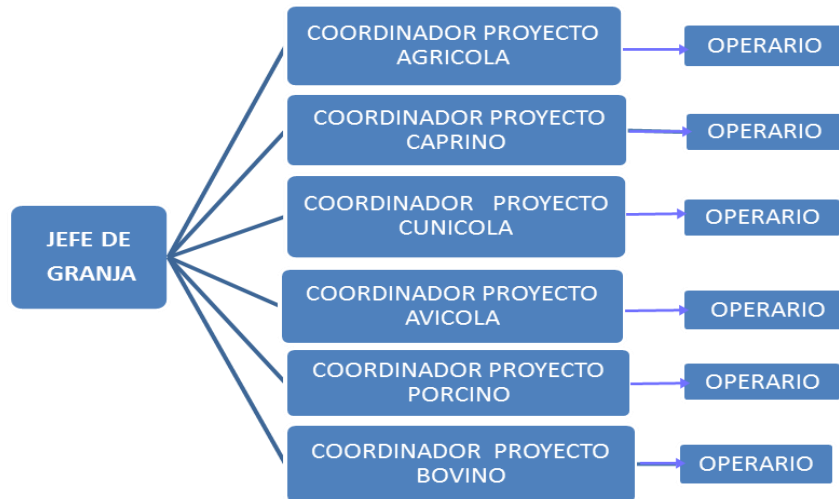 JEFE DE
GRANJA
COORDINADOR PROYECTO
AGRICOLA
OPERARIO
COORDINADOR PROYECTO
CAPRINO
OPERARIO
COORDINADOR PROYECTO
CUNICOLA
OPERARIO
COORDINADOR PROYECTO
AVICOLA
OPERARIO
COORDINADOR PROYECTO
PORCINO
OPERARIO
COORDINADOR PROYECTO
BOVINO
OPERARIO